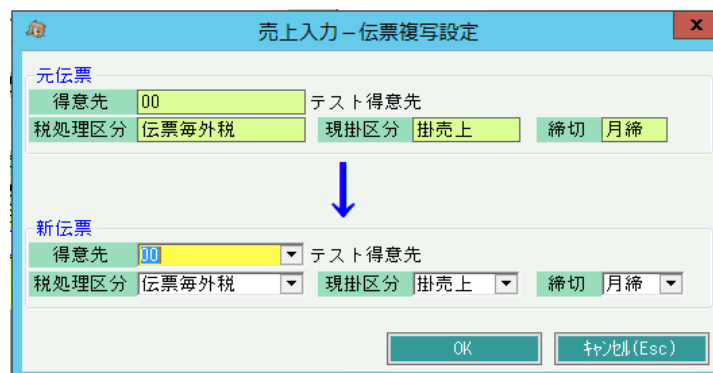 売上入力－伝票複写設定
x
元伝票
得意先 00 テスト得意先
税処理区分 伝票毎外税 現掛区分 掛売上 締切 月締
新伝票
得意先 00 テスト得意先
税処理区分 伝票毎外税 現掛区分 掛売上 締切 月締
OK ｷｬﾝｾﾙ(Esc)